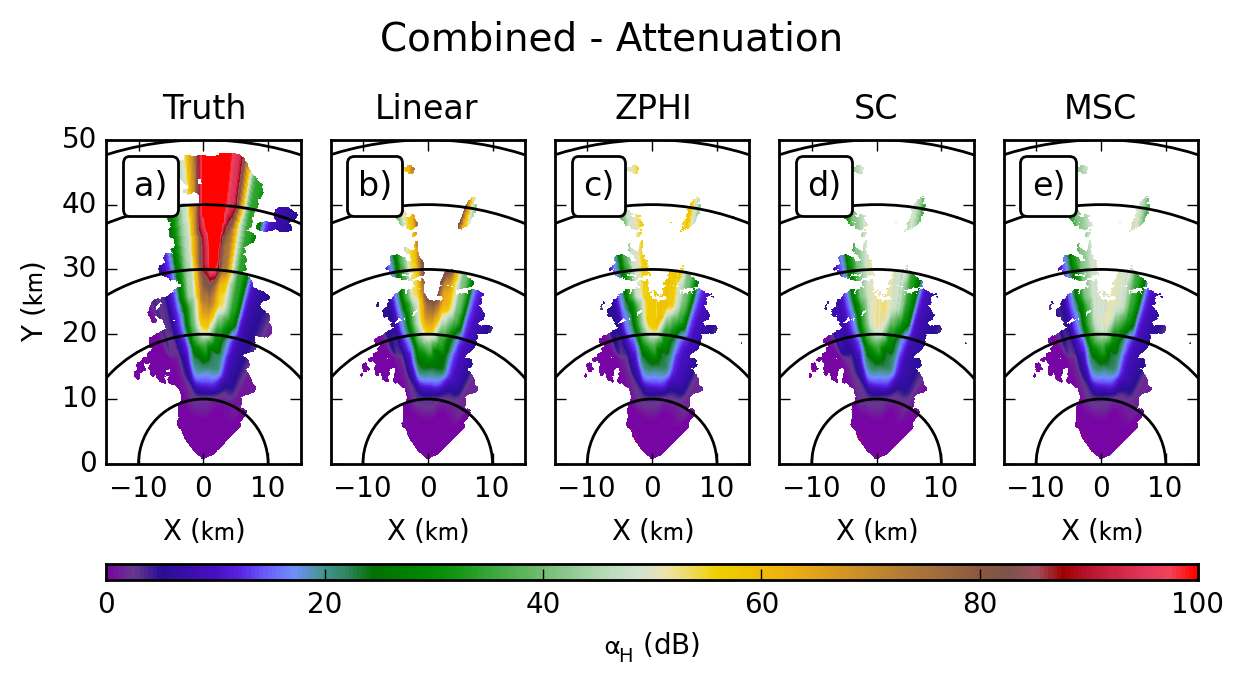 Combined - Attenuation
Truth Linear ZPHI SC MSC
a) b) c) d) e)
50
40
30
20
10
0
Y (km)
−10 0 10 −10 0 10 −10 0 10 −10 0 10 −10 0 10
X (km) X (km) X (km) X (km) X (km)
0 20 40 60 80 100
αH (dB)